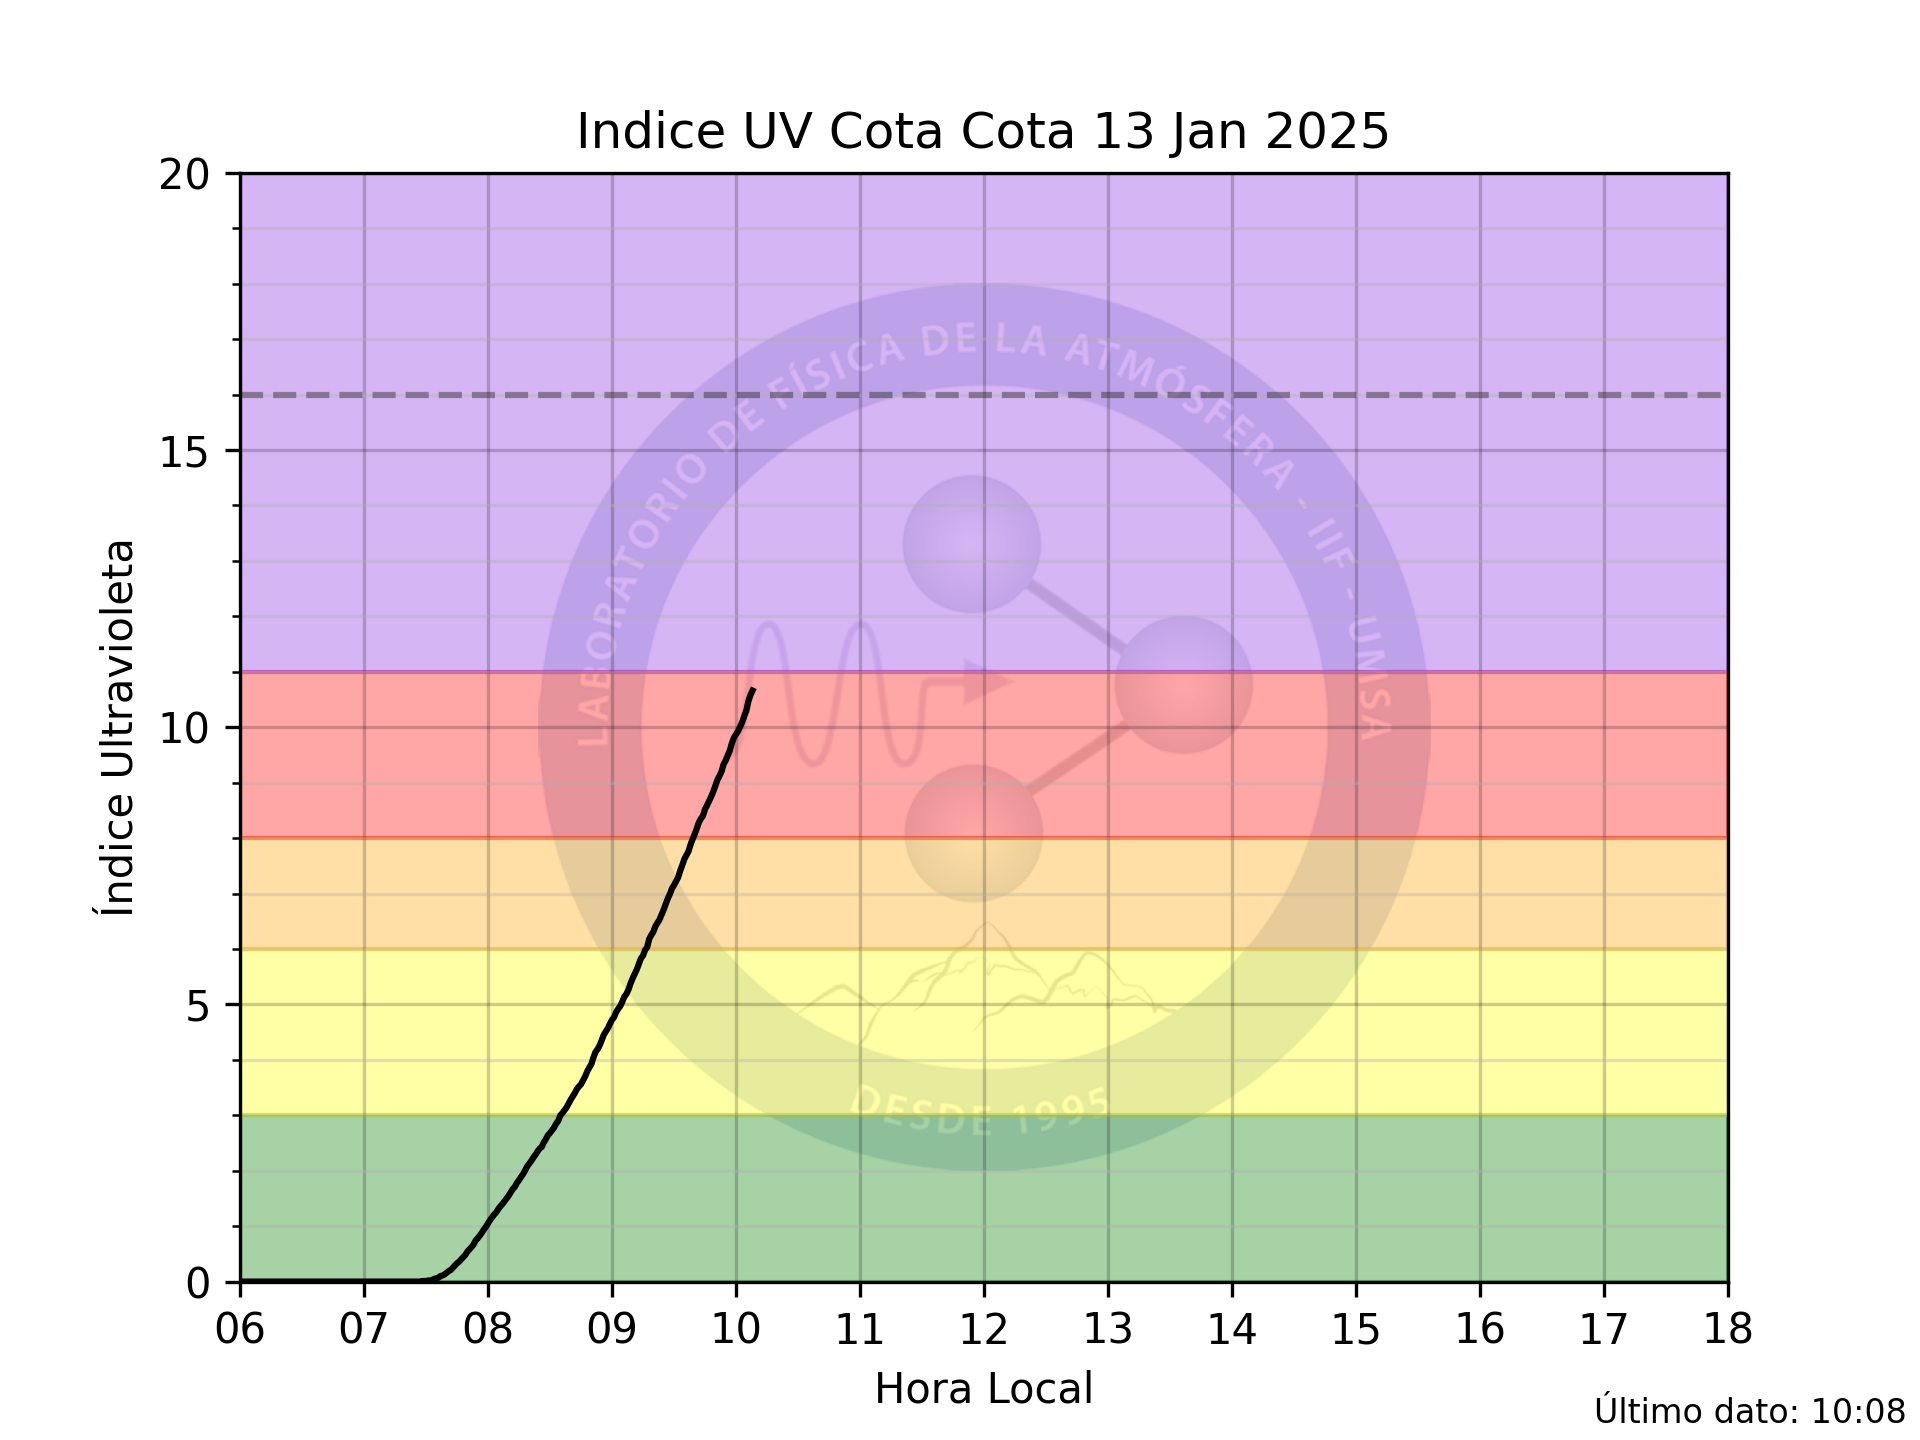 Indice UV Cota Cota 13 Jan 2025
20
15
10
5
0
Índice Ultravioleta
LABORATORIO DE FÍSICA DE LA ATMÓSFERA - IIF - UMSA
DESDE 1995
06 07 08 09 10 11 12 13 14 15 16 17 18
Hora Local
Último dato: 10:08